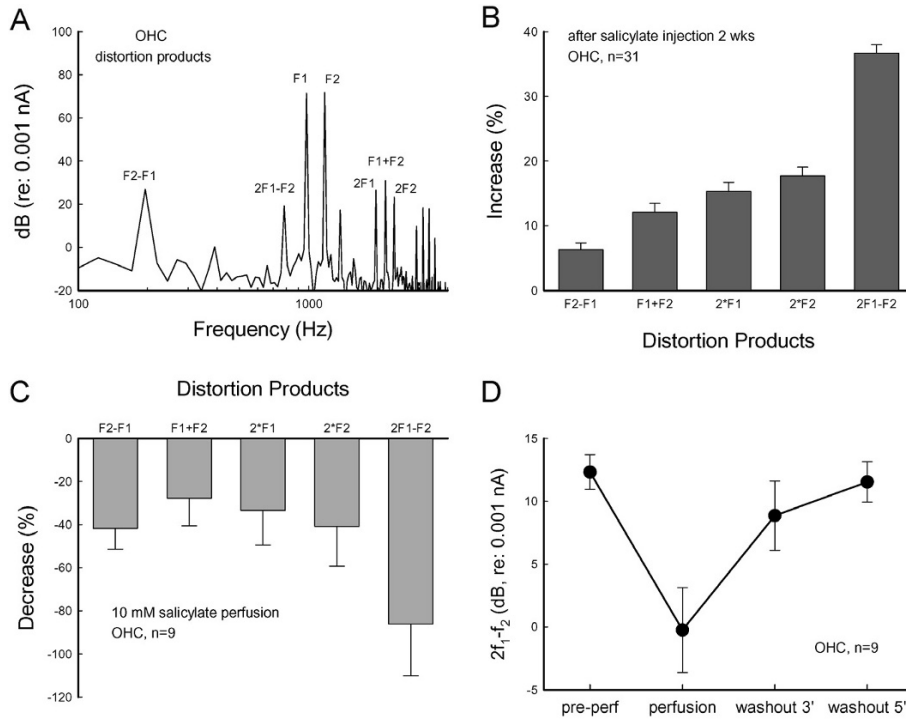 A
OHC
distortion products
dB (re: 0.001 nA)
100
80
60
40
20
0
-20
F2-F1
2F1-F2
F1
F2
F1+F2
2F1
2F2
100
1000
Frequency (Hz)
B
after salicylate injection 2 wks
OHC, n=31
Increase (%)
40
30
20
10
0
F2-F1
F1+F2
2*F1
2*F2
2F1-F2
Distortion Products
C
Distortion Products
F2-F1
F1+F2
2*F1
2*F2
2F1-F2
Decrease (%)
0
-20
-40
-60
-80
-100
-120
10 mM salicylate perfusion
OHC, n=9
D
2f₁-f₂ (dB, re: 0.001 nA)
15
10
5
0
-5
OHC, n=9
pre-perf
perfusion
washout 3'
washout 5'